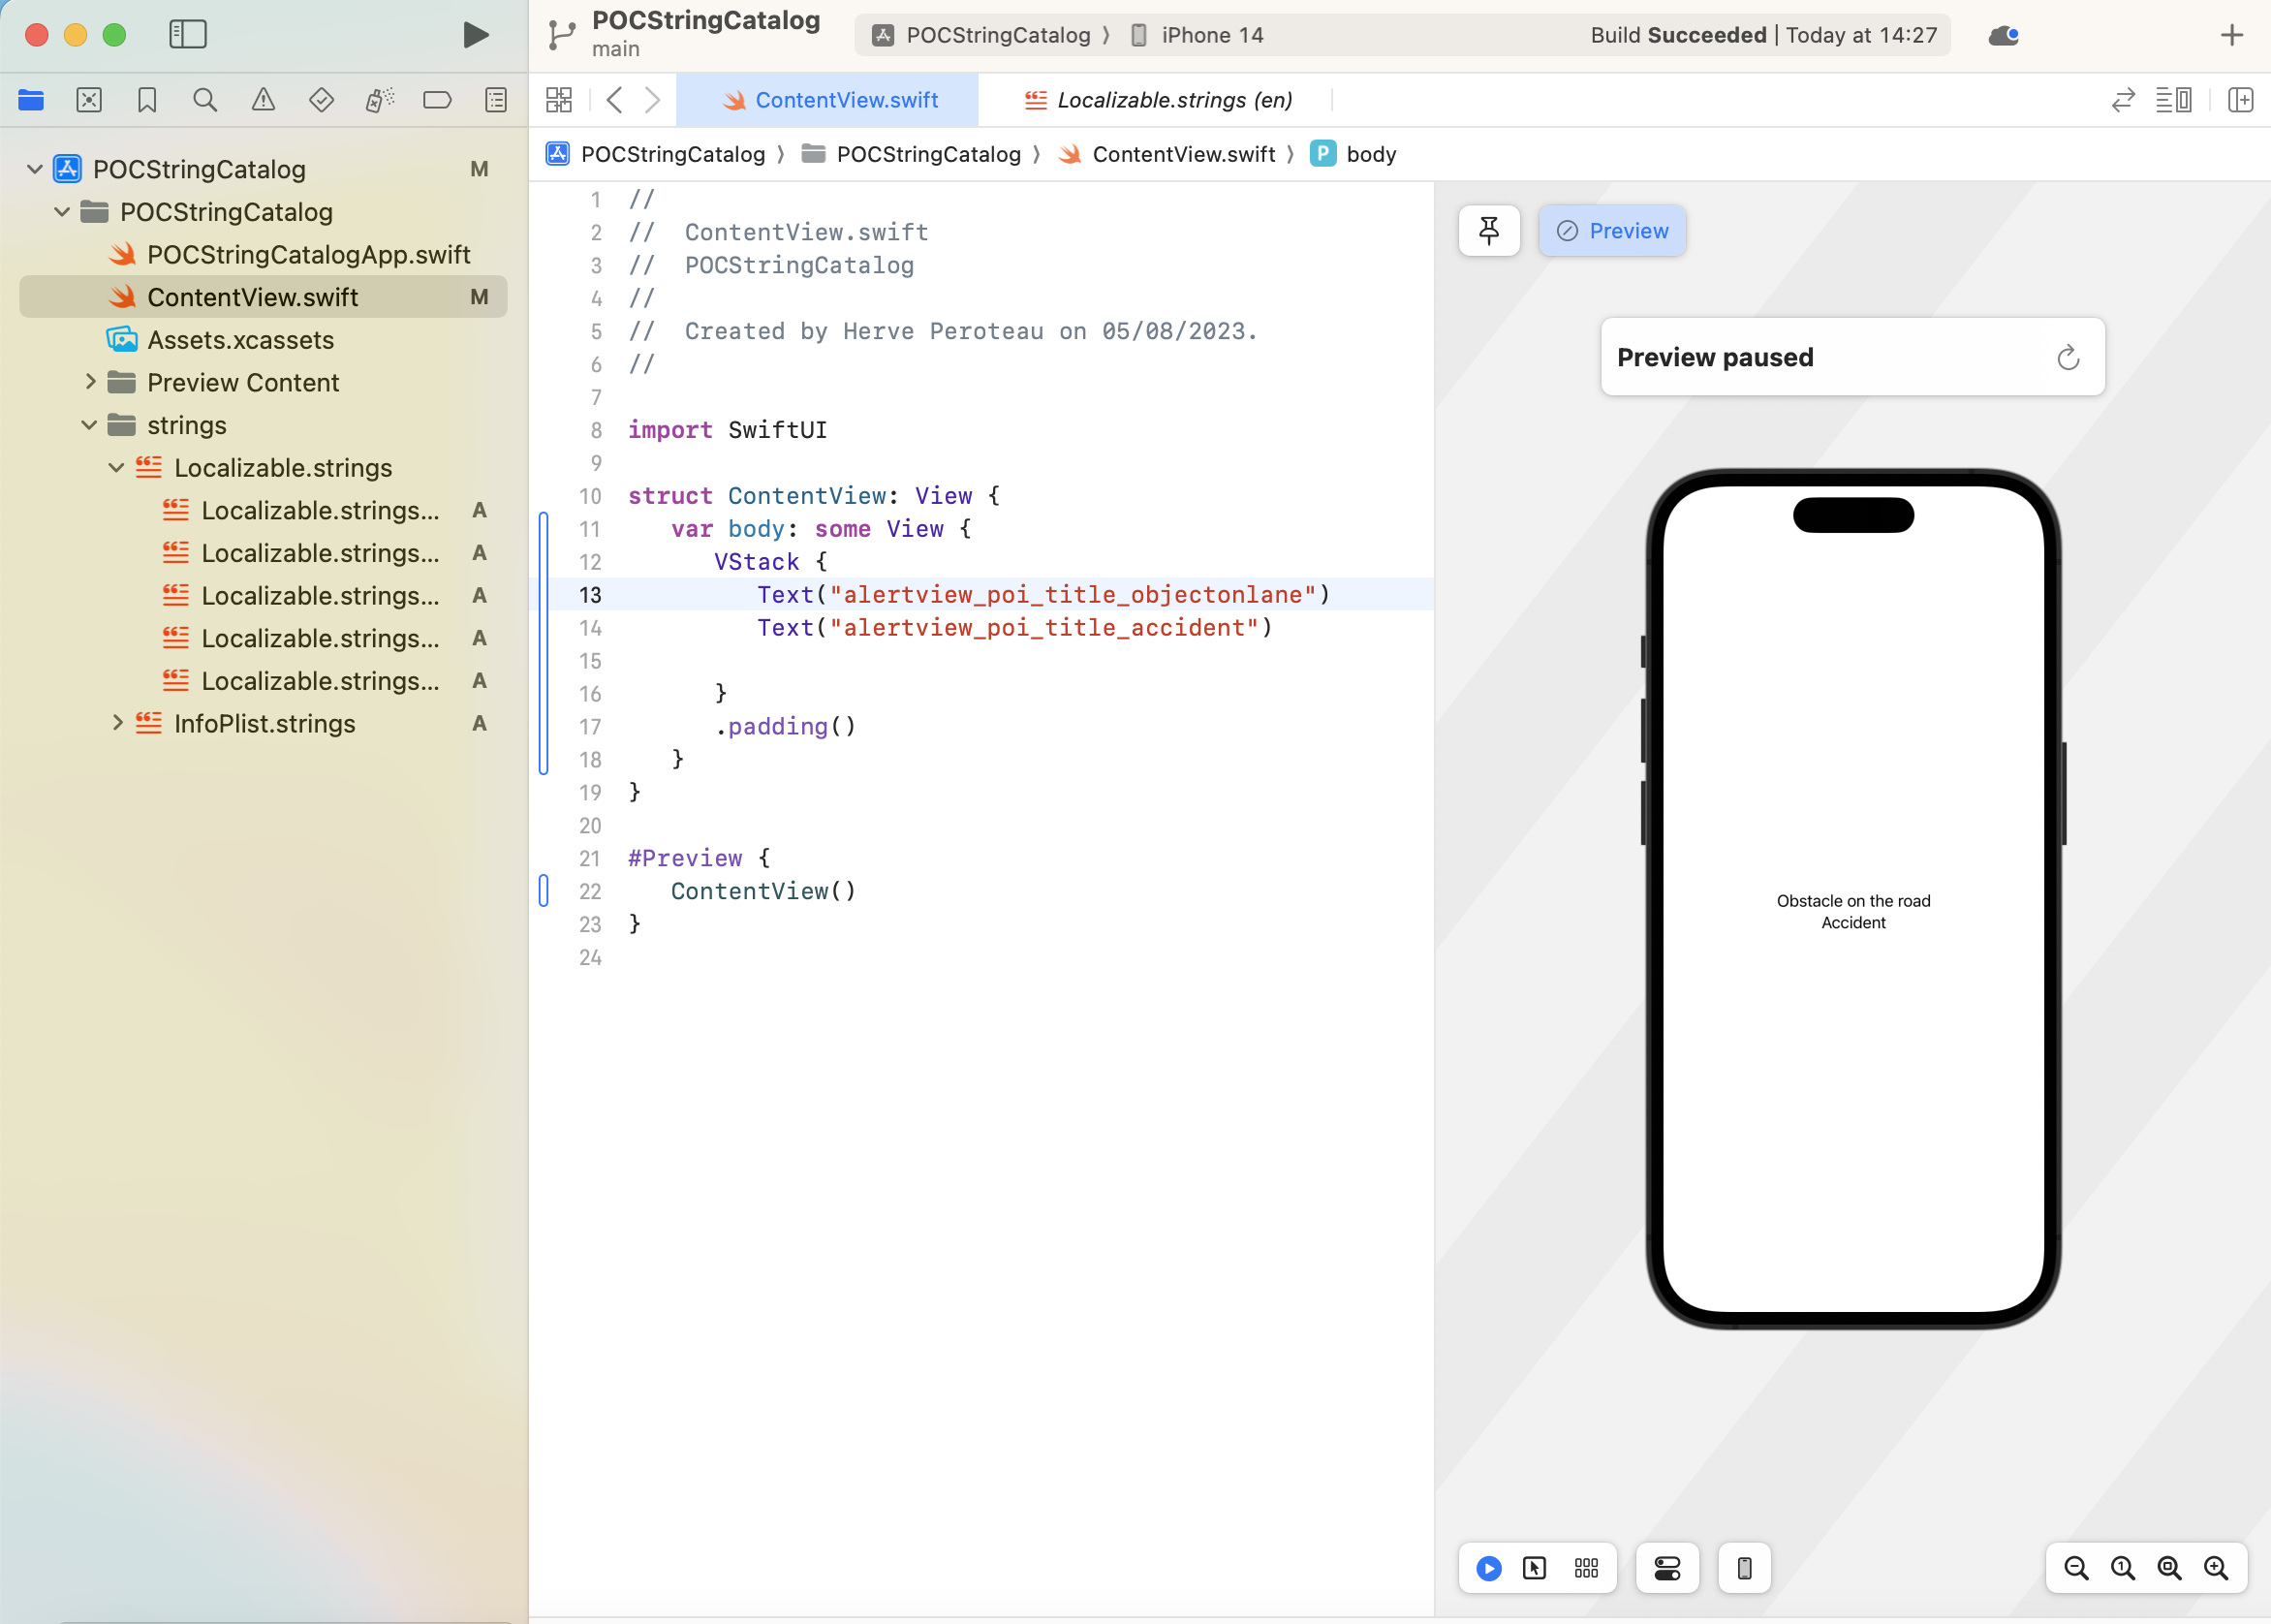 POCStringCatalog
main
POCStringCatalog
iPhone 14
Build Succeeded | Today at 14:27
ContentView.swift
Localizable.strings (en)
POCStringCatalog
POCStringCatalog
ContentView.swift
P
body
POCStringCatalog M
POCStringCatalog
POCStringCatalogApp.swift
ContentView.swift M
Assets.xcassets
Preview Content
strings
Localizable.strings
Localizable.strings... A
Localizable.strings... A
Localizable.strings... A
Localizable.strings... A
Localizable.strings... A
InfoPlist.strings A
1 //
2 //  ContentView.swift
3 //  POCStringCatalog
4 //
5 //  Created by Herve Peroteau on 05/08/2023.
6 //
7
8 import SwiftUI
9
10 struct ContentView: View {
11    var body: some View {
12       VStack {
13          Text("alertview_poi_title_objectonlane")
14          Text("alertview_poi_title_accident")
15
16       }
17       .padding()
18    }
19 }
20
21 #Preview {
22    ContentView()
23 }
24
Preview
Preview paused
Obstacle on the road
Accident